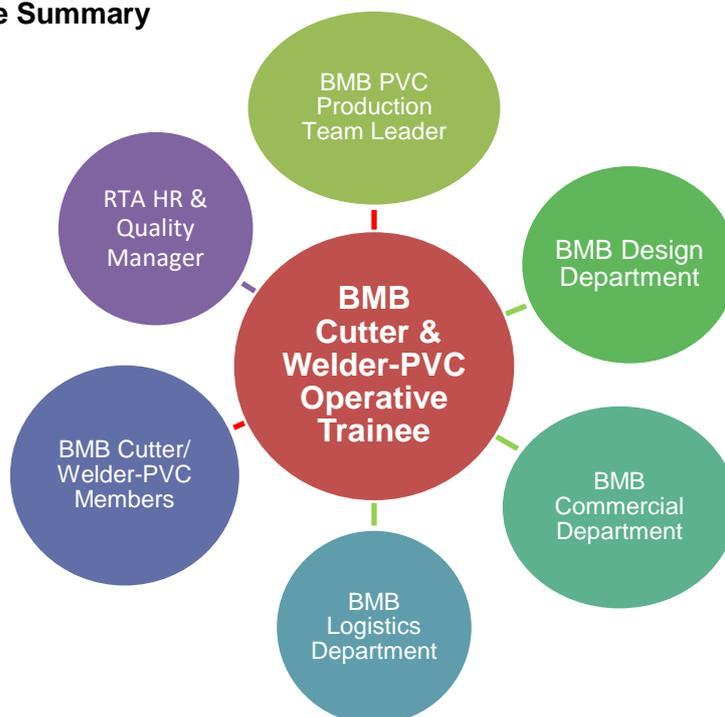 e Summary
BMB PVC
Production
Team Leader
RTA HR &
Quality
Manager
BMB Design
Department
BMB
Cutter &
Welder-PVC
Operative
Trainee
BMB Cutter/
Welder-PVC
Members
BMB
Commercial
Department
BMB
Logistics
Department